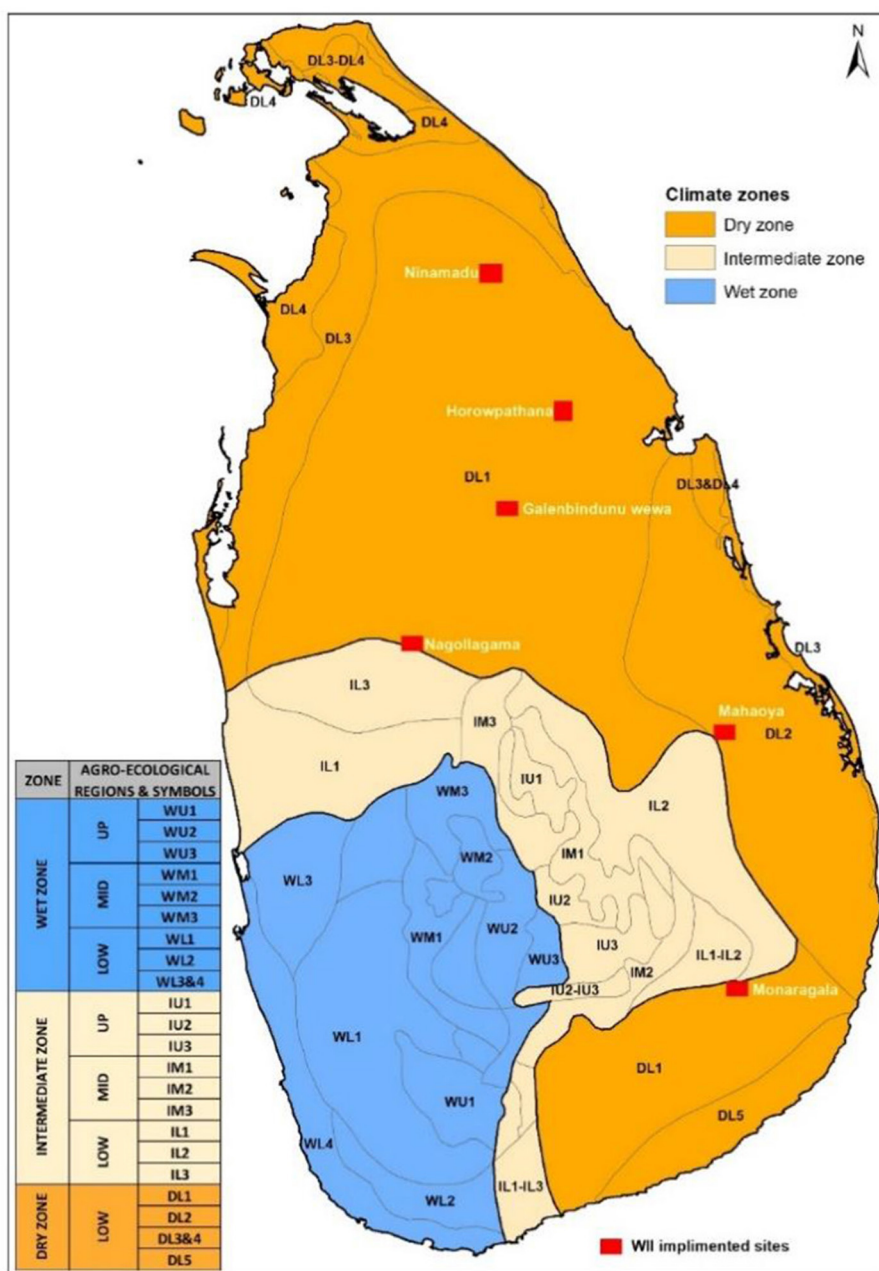 N
DL3-DL4
DL4
DL4
Climate zones
Dry zone
Intermediate zone
Wet zone
Ninamadu
DL4
DL3
Horowpathana
DL1
DL3&DL4
Galenbindunu wewa
Nagollagama
DL3
IL3
Mahaoya
IM3
DL2
IL1
IU1
IL2
WM3
ZONE
AGRO-ECOLOGICAL
REGIONS & SYMBOLS
WET ZONE
UP
WU1
WU2
WU3
MID
WM1
WM2
WM3
LOW
WL1
WL2
WL3&4
INTERMEDIATE ZONE
UP
IU1
IU2
IU3
MID
IM1
IM2
IM3
LOW
IL1
IL2
IL3
DRY ZONE
LOW
DL1
DL2
DL3&4
DL5
WM2
IM1
WL3
IU2
WM1
WU2
IU3
IL1-IL2
WU3
IM2
IU2-IU3
Monaragala
WL1
DL1
WU1
DL5
WL4
IL1-IL3
WL2
WII implimented sites